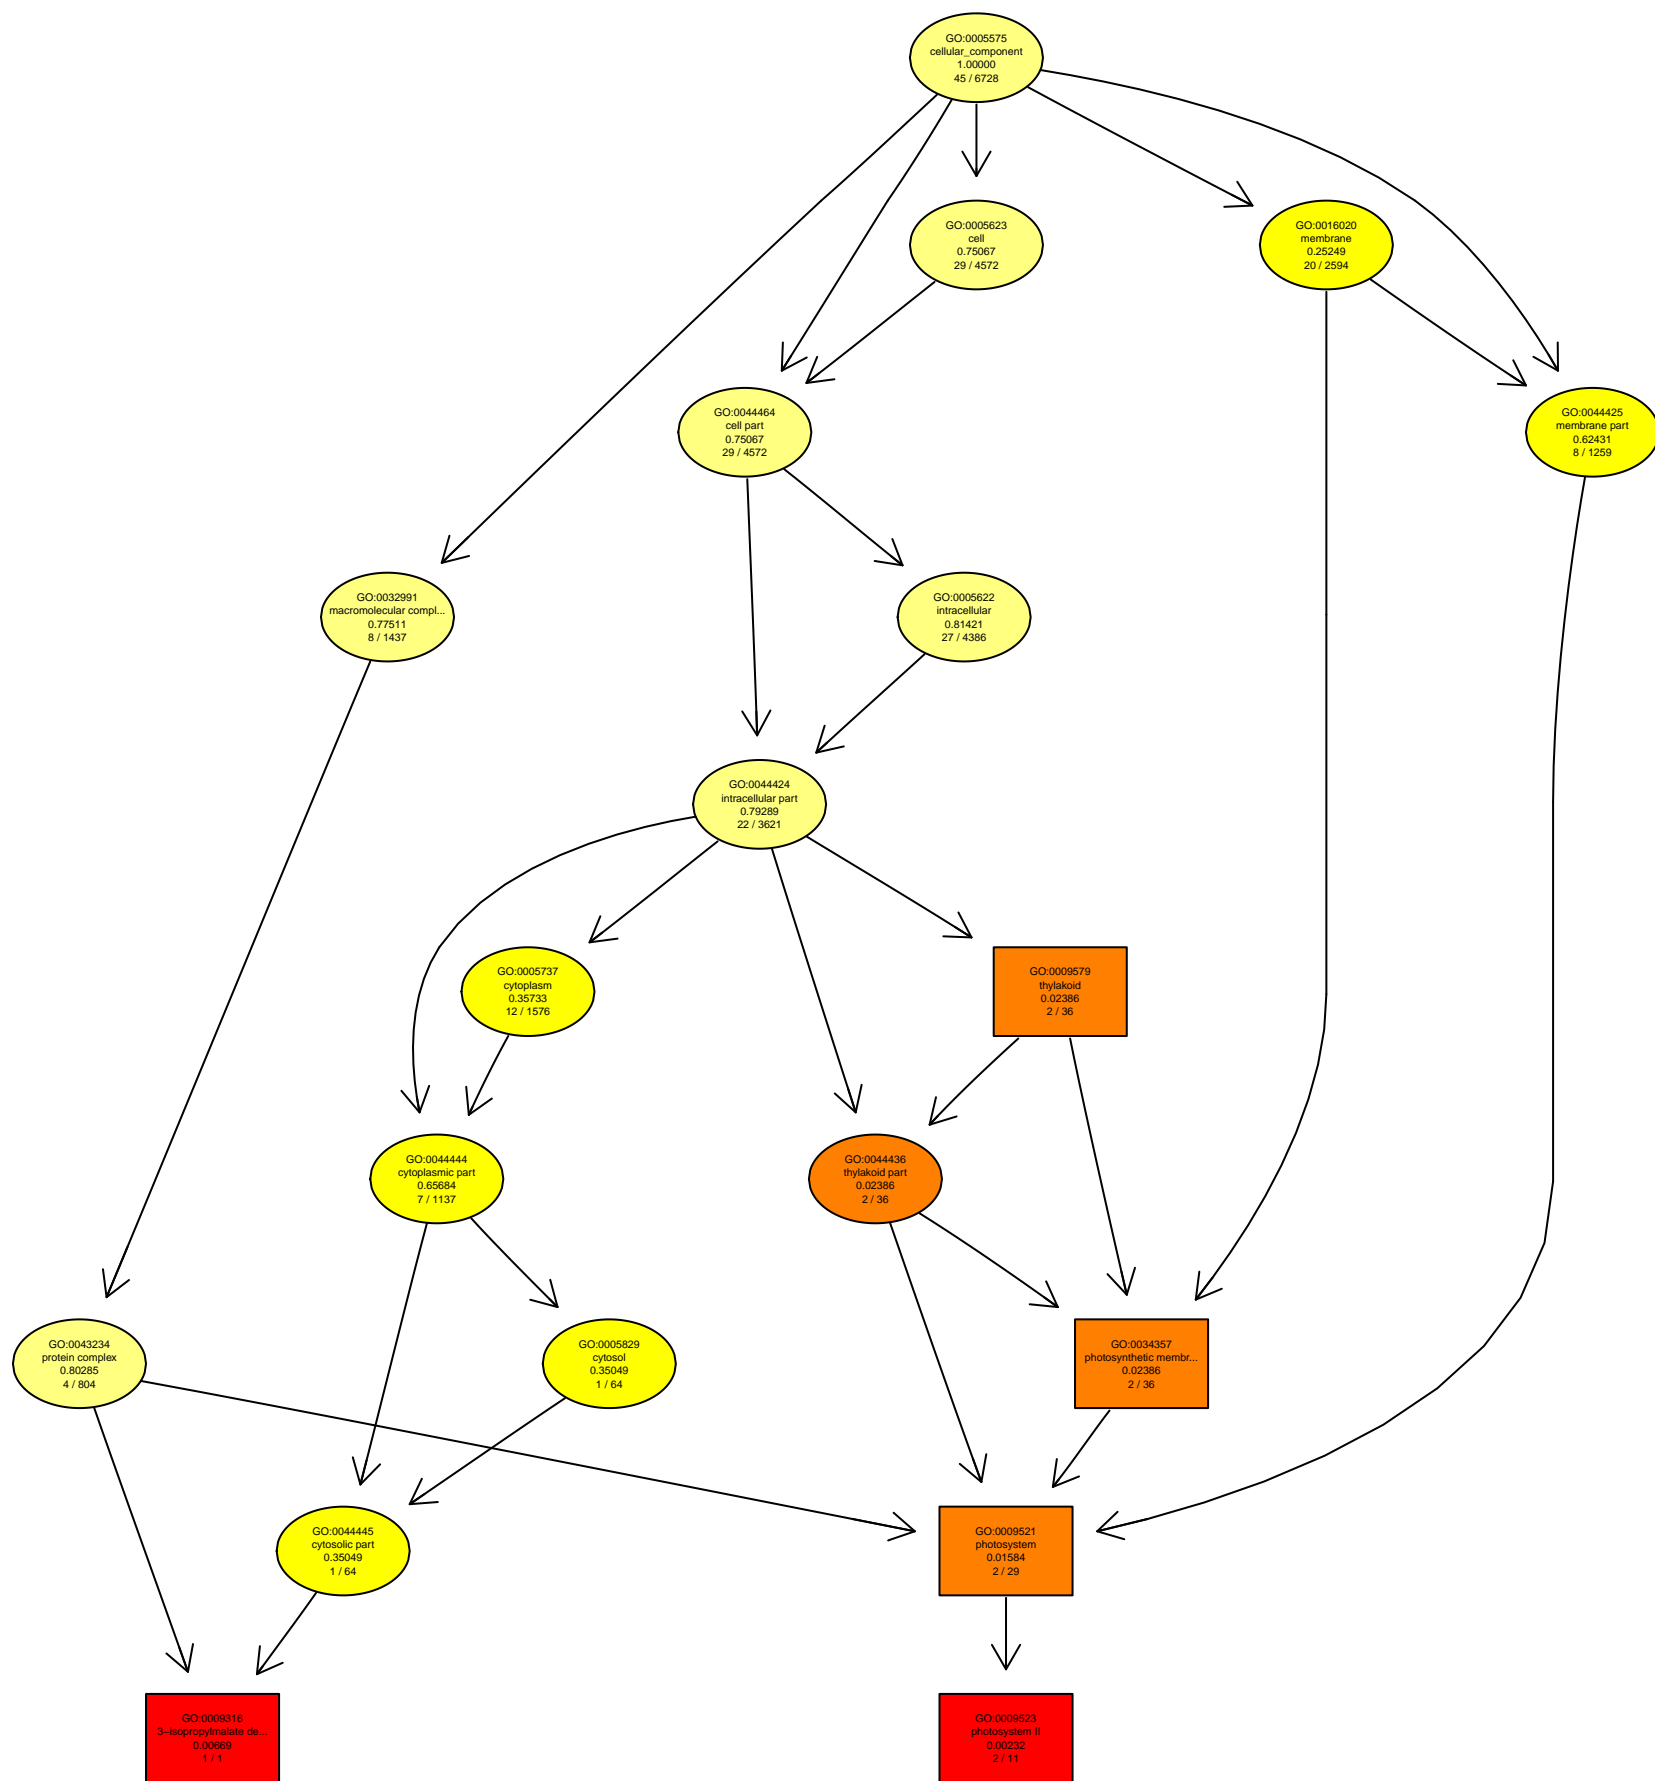 GO:0005575
cellular_component
1.00000
45 / 6728
GO:0005623
cell
0.75067
29 / 4572
GO:0016020
membrane
0.25249
20 / 2594
GO:0044464
cell part
0.75067
29 / 4572
GO:0044425
membrane part
0.62431
8 / 1259
GO:0032991
macromolecular compl...
0.77511
8 / 1437
GO:0005622
intracellular
0.81421
27 / 4386
GO:0044424
intracellular part
0.79289
22 / 3621
GO:0005737
cytoplasm
0.35733
12 / 1576
GO:0009579
thylakoid
0.02386
2 / 36
GO:0044444
cytoplasmic part
0.65684
7 / 1137
GO:0044436
thylakoid part
0.02386
2 / 36
GO:0043234
protein complex
0.80285
4 / 804
GO:0005829
cytosol
0.35049
1 / 64
GO:0034357
photosynthetic membr...
0.02386
2 / 36
GO:0044445
cytosolic part
0.35049
1 / 64
GO:0009521
photosystem
0.01584
2 / 29
GO:0009316
3−isopropylmalate de...
0.00669
1 / 1
GO:0009523
photosystem II
0.00232
2 / 11